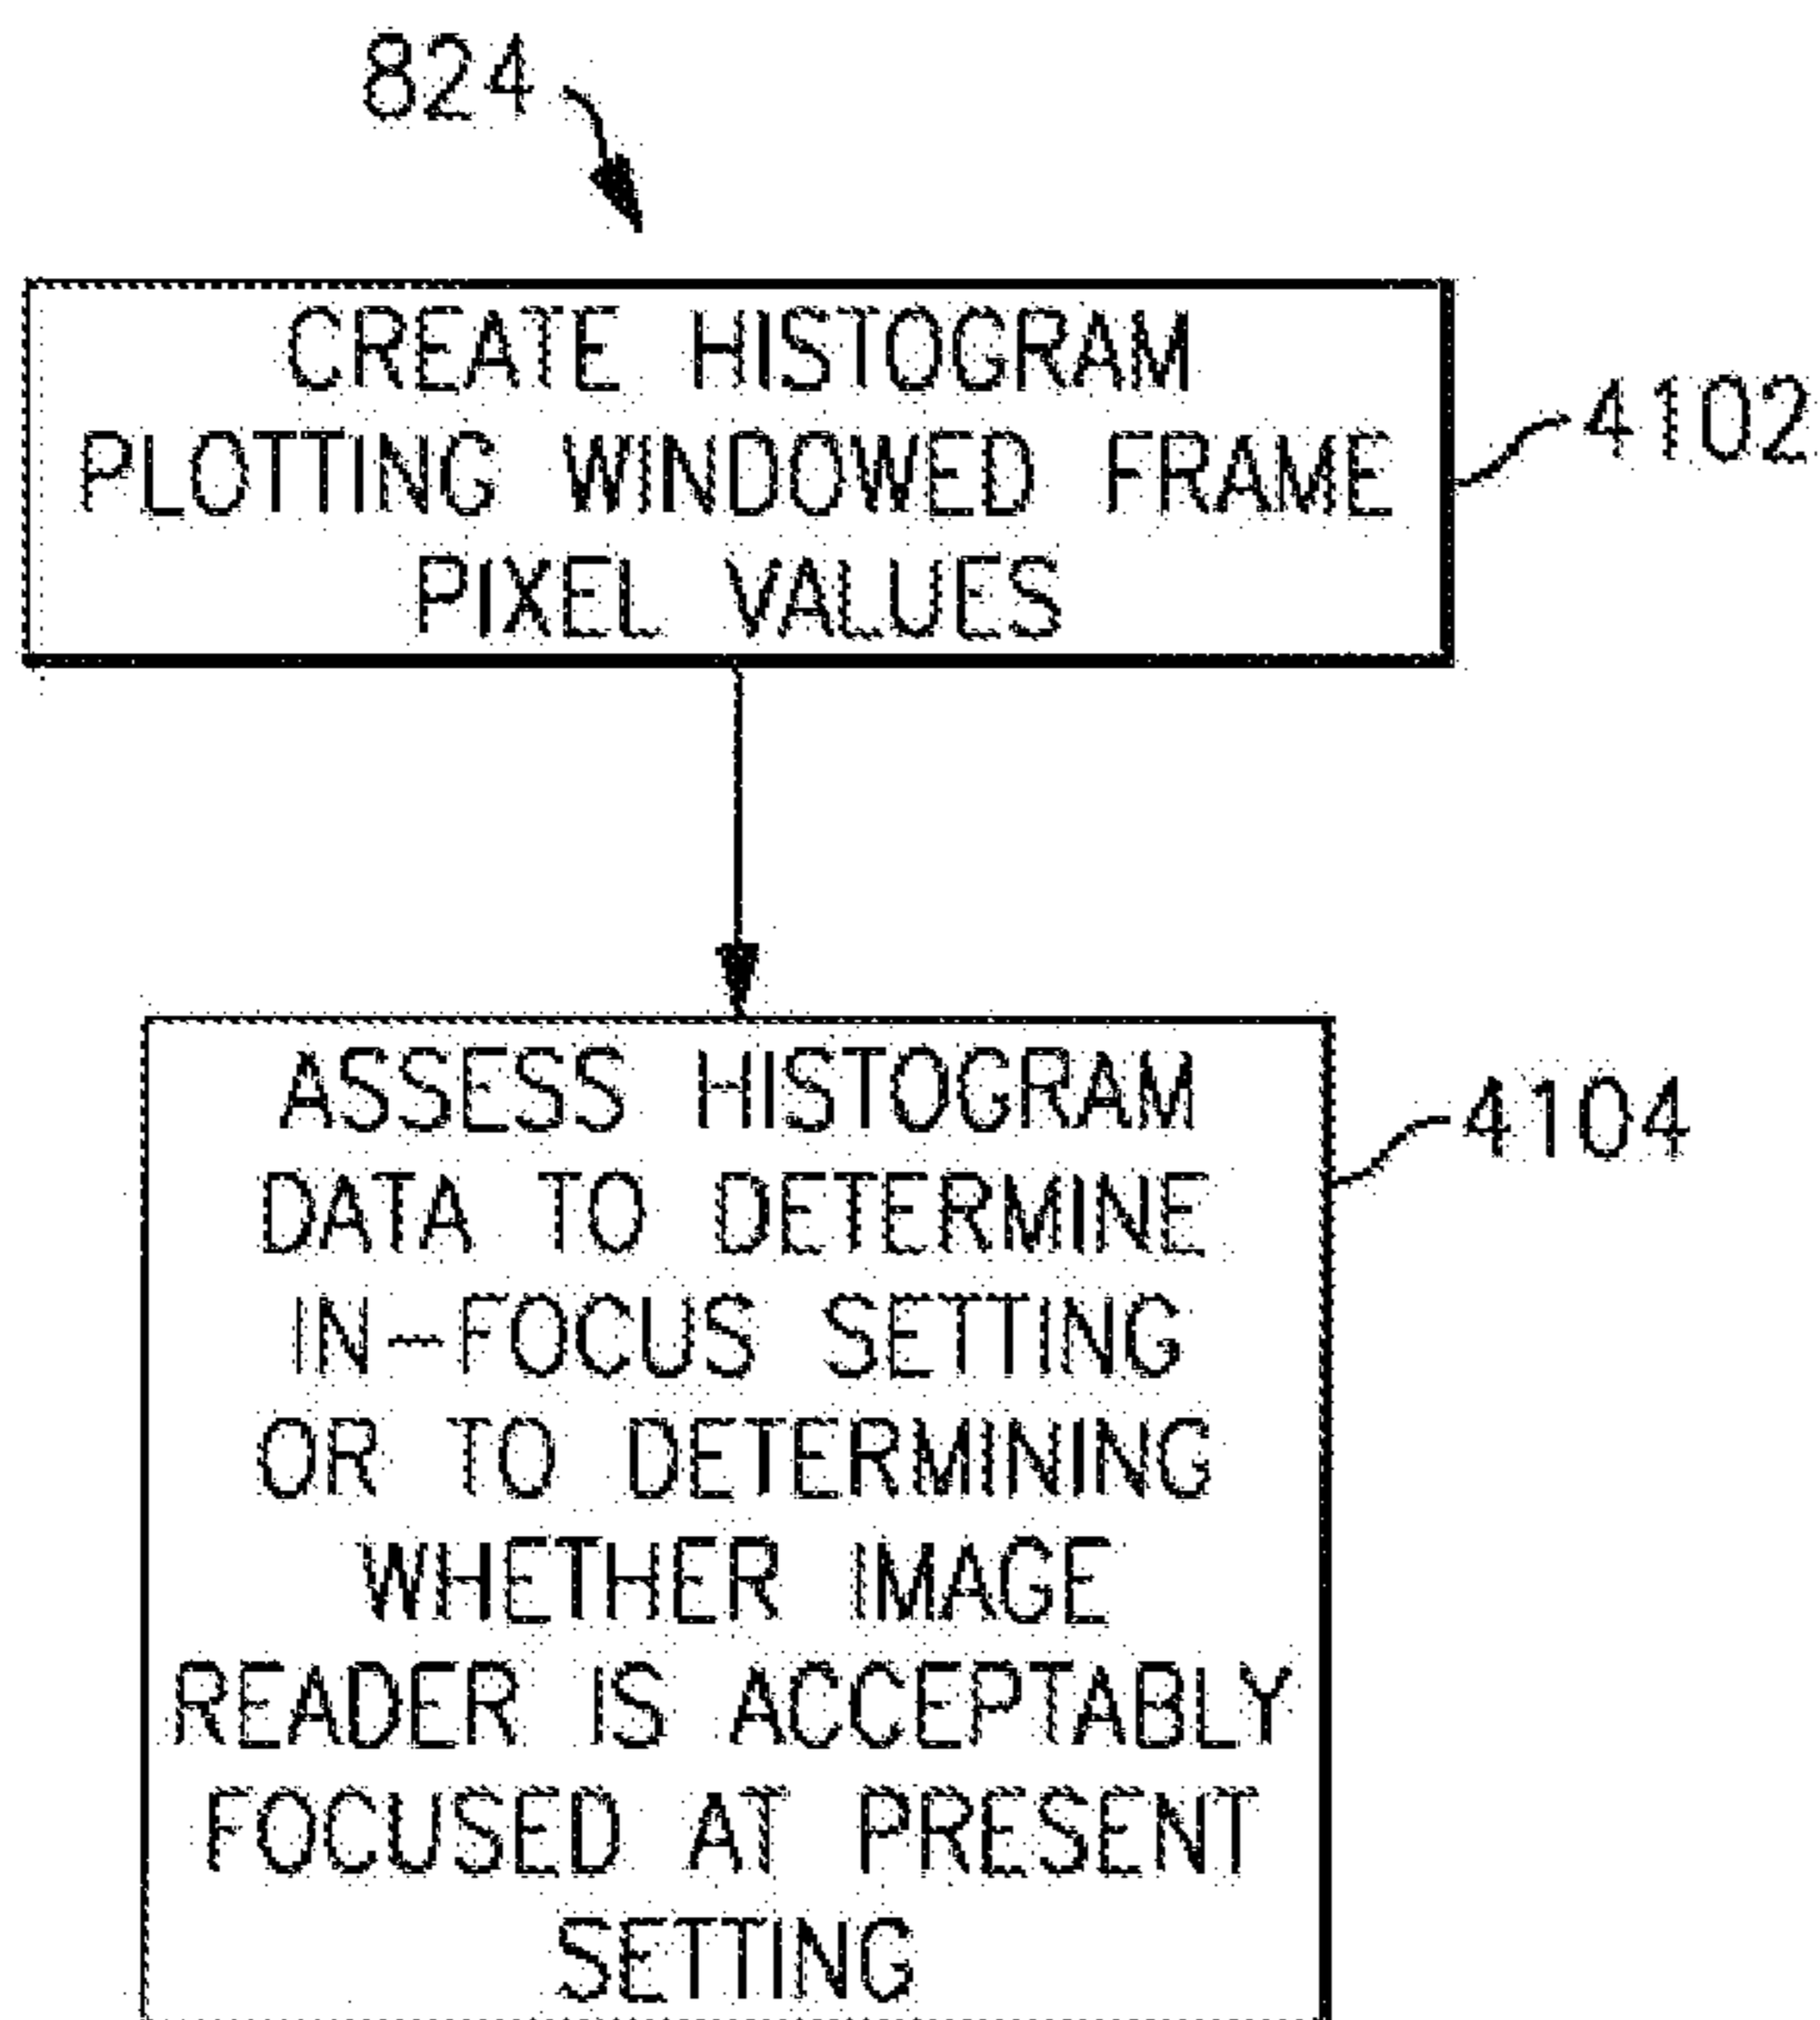 824
CREATE HISTOGRAM
PLOTTING WINDOWED FRAME
PIXEL VALUES
4102
ASSESS HISTOGRAM
DATA TO DETERMINE
IN-FOCUS SETTING
OR TO DETERMINING
WHETHER IMAGE
READER IS ACCEPTABLY
FOCUSED AT PRESENT
SETTING
4104